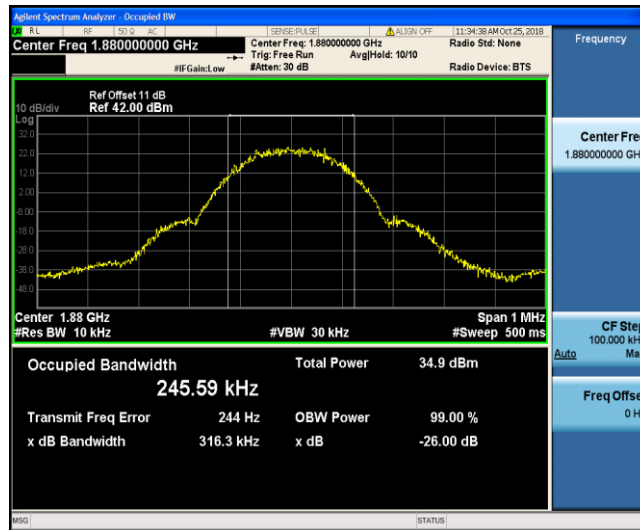 Agilent Spectrum Analyzer - Occupied BW
RL RF 50 Ω AC SENSE:PULSE ALIGN OFF 11:34:38 AM Oct 25, 2018
Center Freq 1.880000000 GHz Center Freq: 1.880000000 GHz Radio Std: None
Trig: Free Run Avg|Hold: 10/10
#IFGain:Low #Atten: 30 dB Radio Device: BTS
Ref Offset 11 dB
10 dB/div Ref 42.00 dBm
Log
32.0
22.0
12.0
2.00
-8.00
-18.0
-28.0
-38.0
-48.0
Center 1.88 GHz Span 1 MHz
#Res BW 10 kHz #VBW 30 kHz #Sweep 500 ms
Occupied Bandwidth Total Power 34.9 dBm
245.59 kHz
Transmit Freq Error 244 Hz OBW Power 99.00 %
x dB Bandwidth 316.3 kHz x dB -26.00 dB
MSG STATUS
Frequency
Center Fre
1.880000000 GH
CF Step
100.000 kH
Auto Ma
Freq Offse
0 H